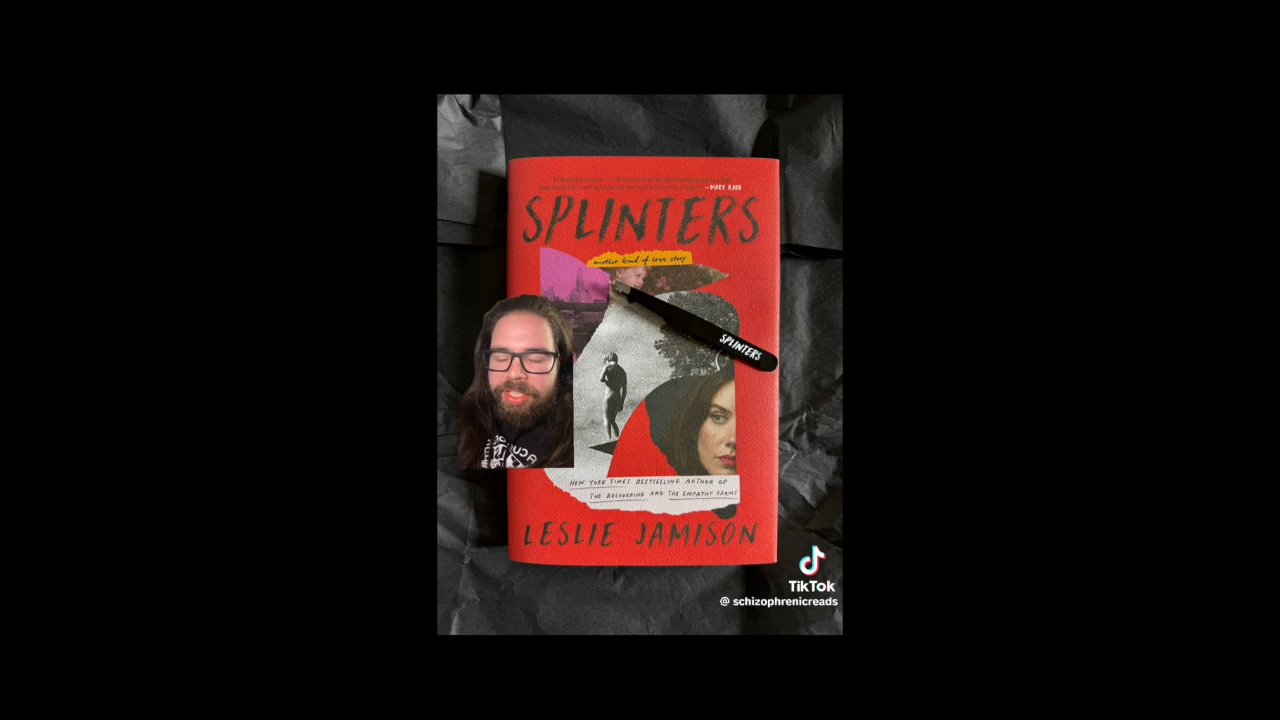 —MARY KARR
SPLINTERS
another kind of love story
SPLINTERS
NEW YORK TIMES BESTSELLING AUTHOR OF
THE RECOVERING AND THE EMPATHY EXAMS
LESLIE JAMISON
TikTok
@ schizophrenicreads